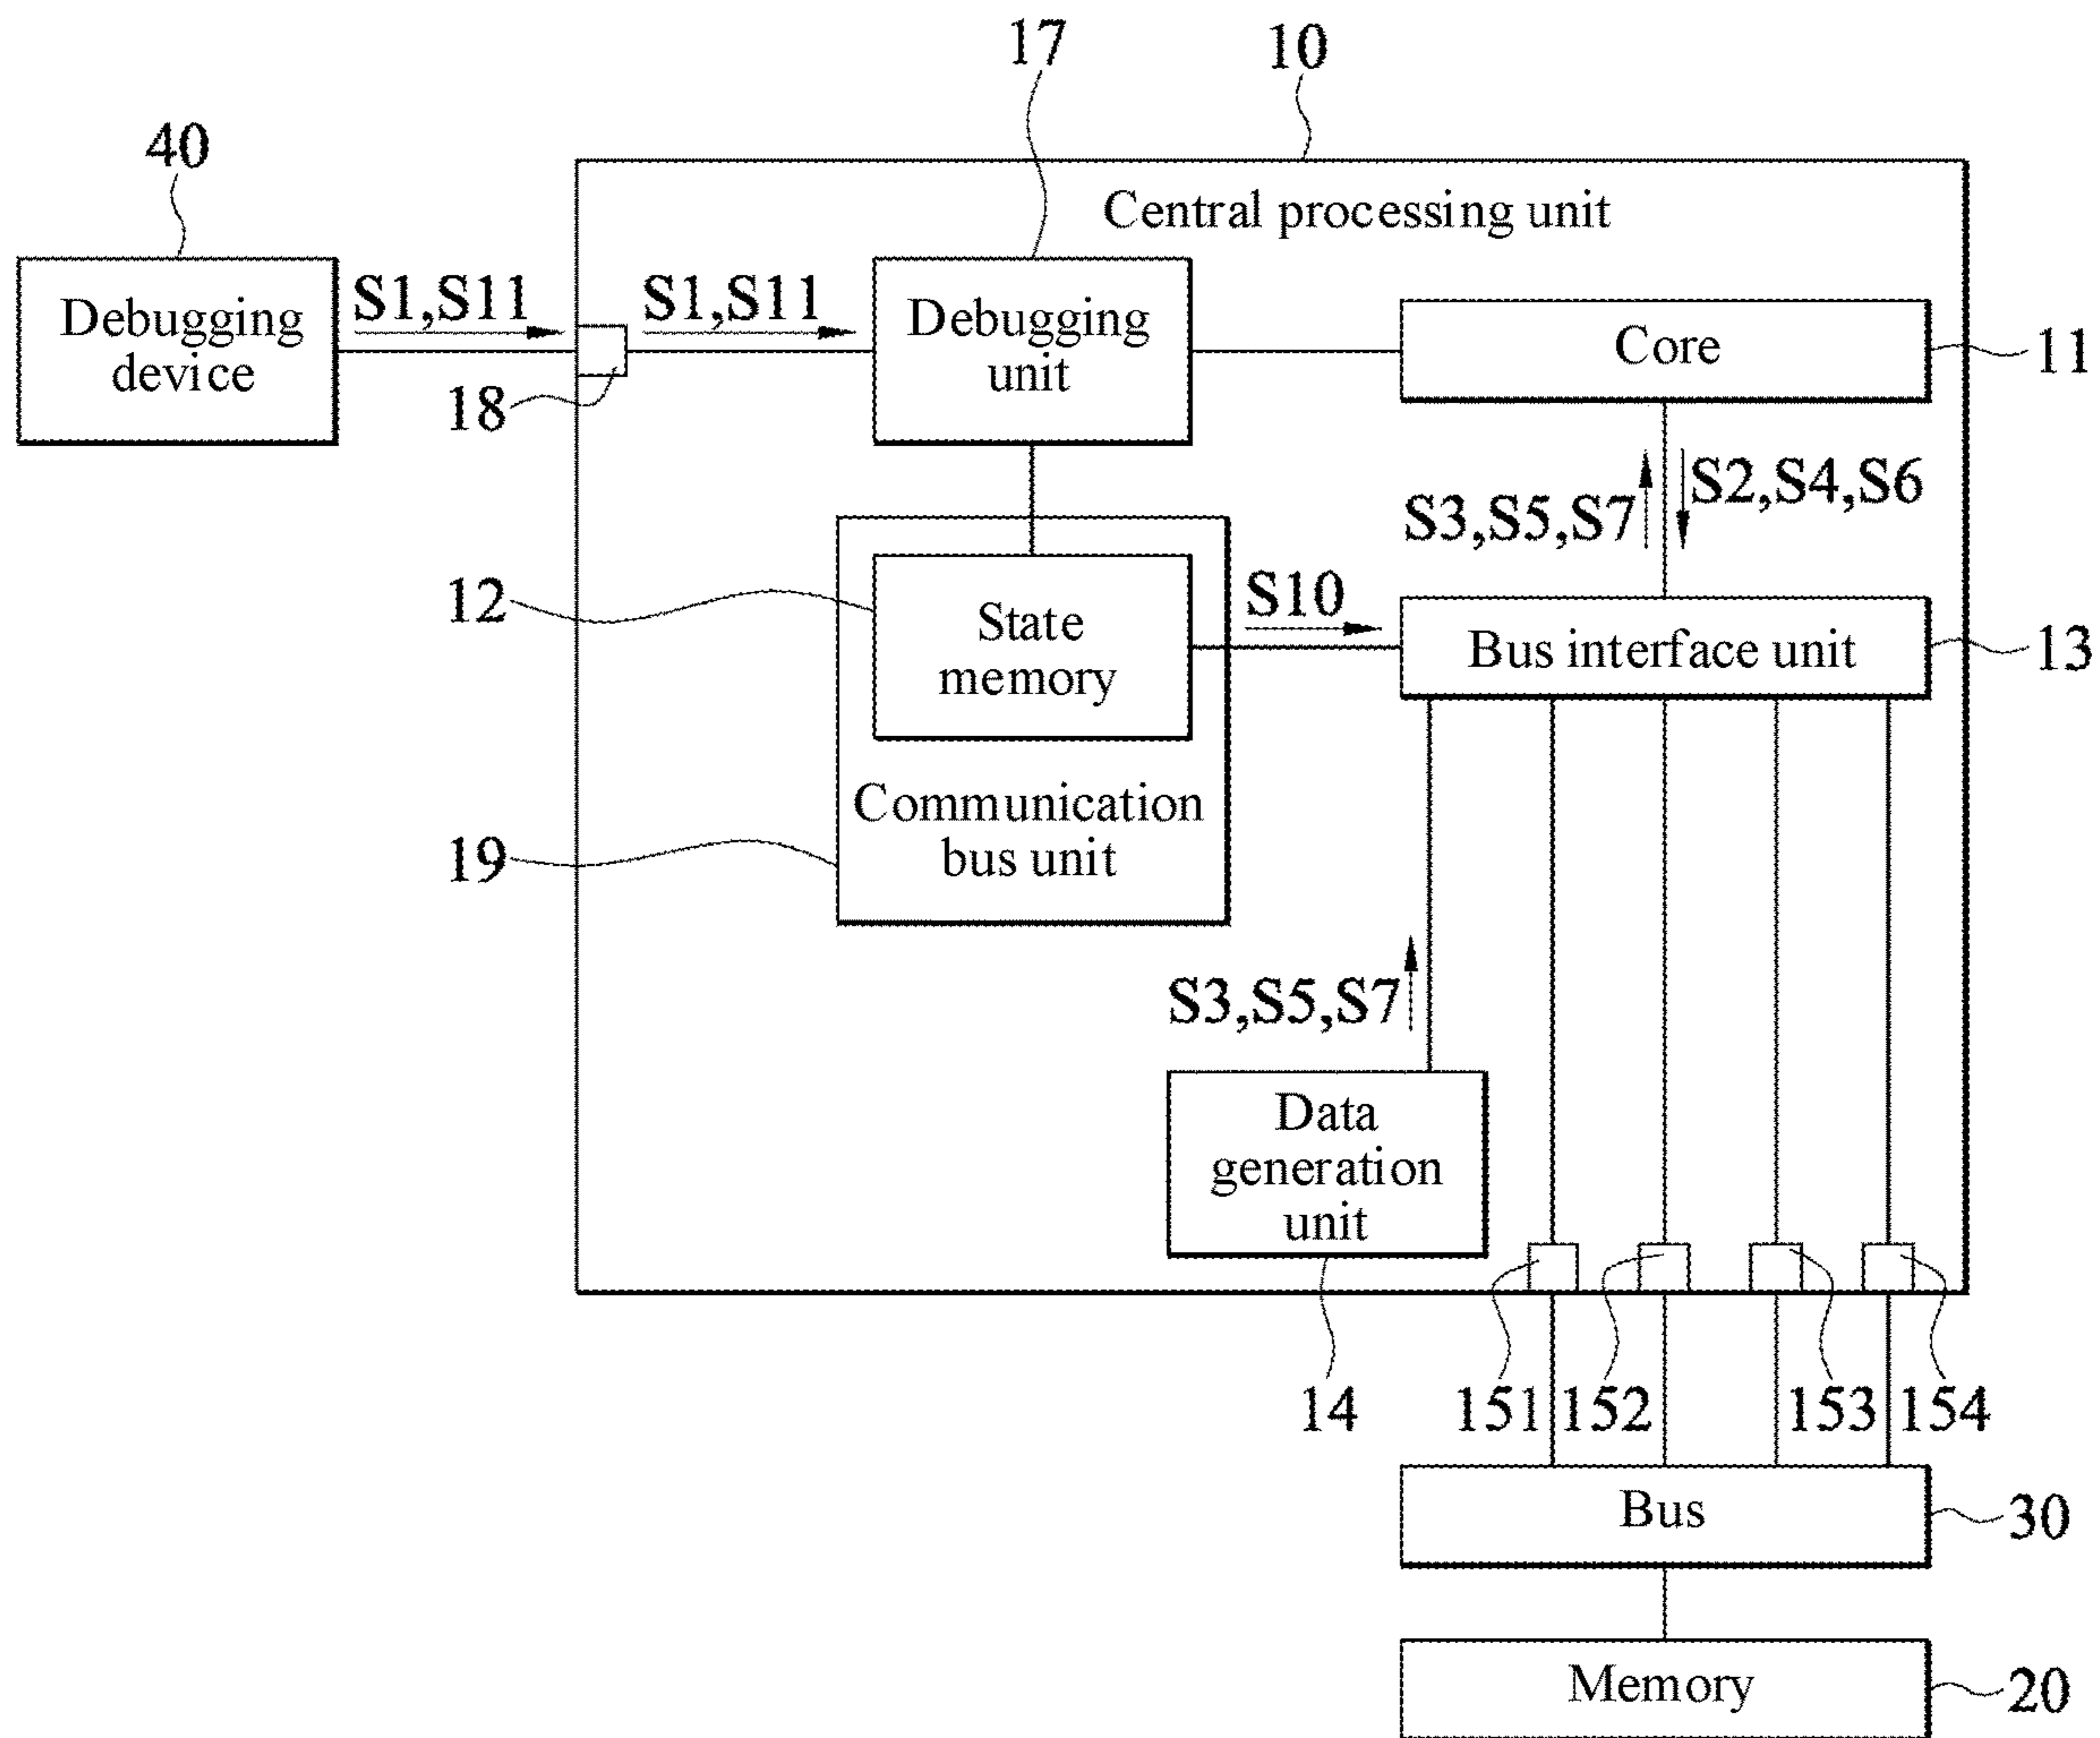 17
10
40
Central processing unit
Debugging
device
S1,S11
S1,S11
Debugging
unit
Core
11
18
S3,S5,S7
S2,S4,S6
12
State
memory
S10
Bus interface unit
13
Communication
bus unit
19
S3,S5,S7
Data
generation
unit
14
151
152
153
154
Bus
30
Memory
20